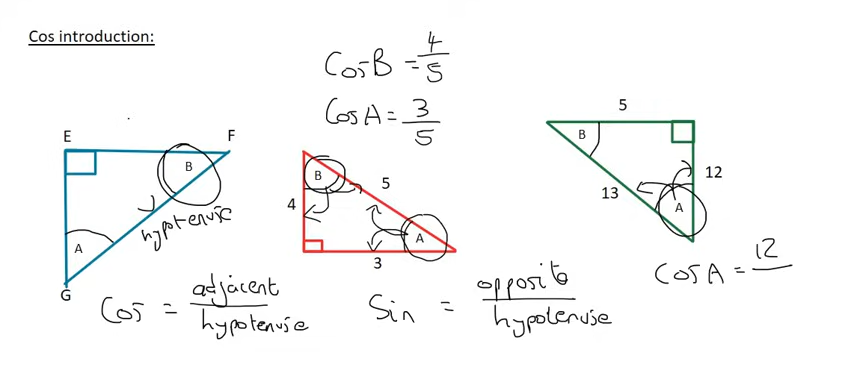 Cos introduction:
Cos B = 4/5
Cos A = 3/5
E
F
B
A
G
hypotenuse
B
5
4
A
3
5
B
12
13
A
Cos A = 12/
Cos = adjacent/hypotenuse
Sin = opposite/hypotenuse